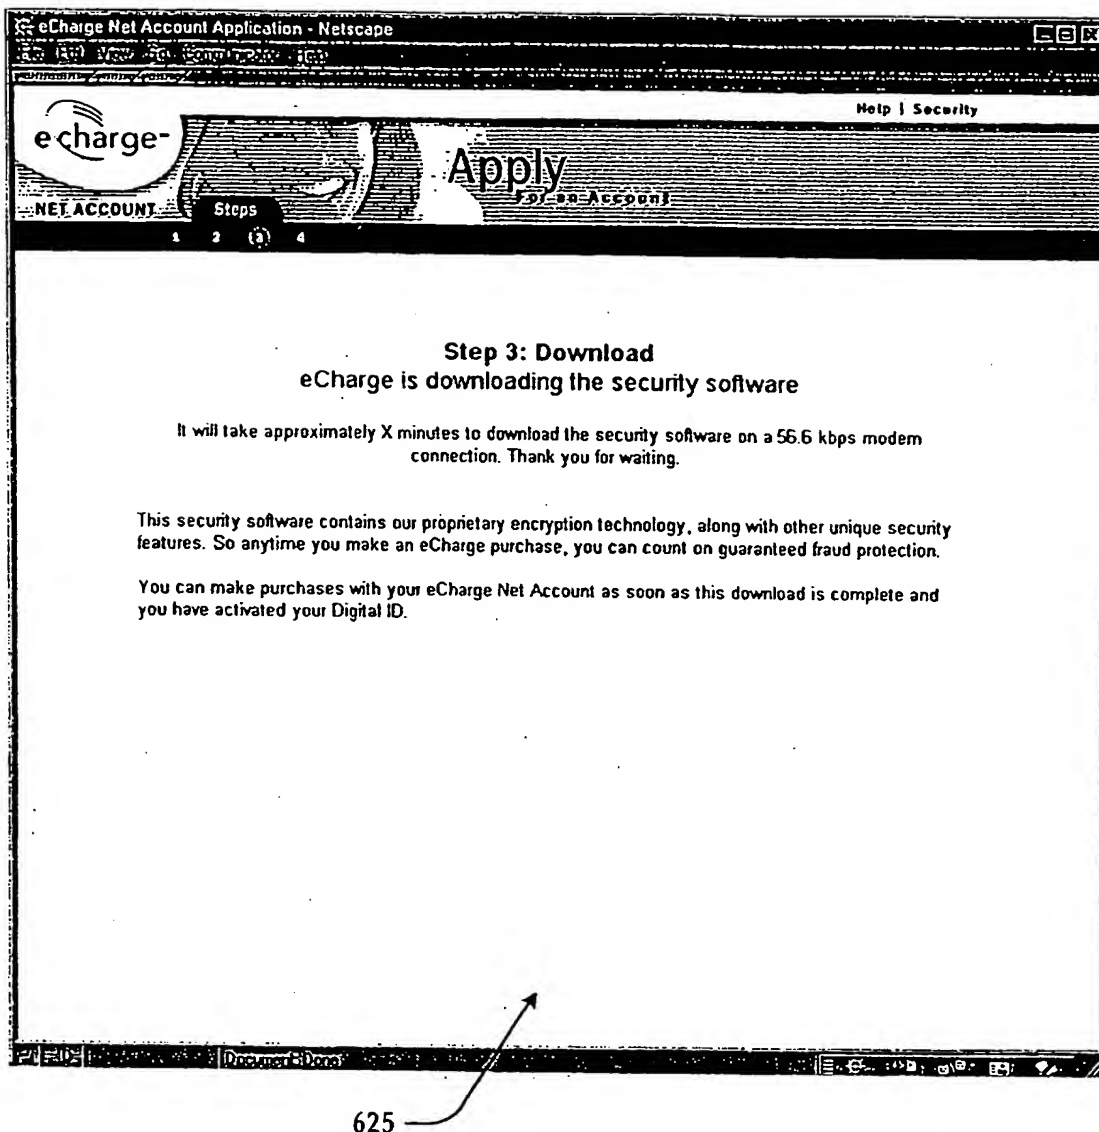 eCharge Net Account Application - Netscape
Help | Security
e·charge-
Apply
For an Account
NET ACCOUNT
Steps
1 2 (3) 4
Step 3: Download
eCharge is downloading the security software
It will take approximately X minutes to download the security software on a 56.6 kbps modem
connection. Thank you for waiting.
This security software contains our proprietary encryption technology, along with other unique security
features. So anytime you make an eCharge purchase, you can count on guaranteed fraud protection.
You can make purchases with your eCharge Net Account as soon as this download is complete and
you have activated your Digital ID.
Document: Done
625